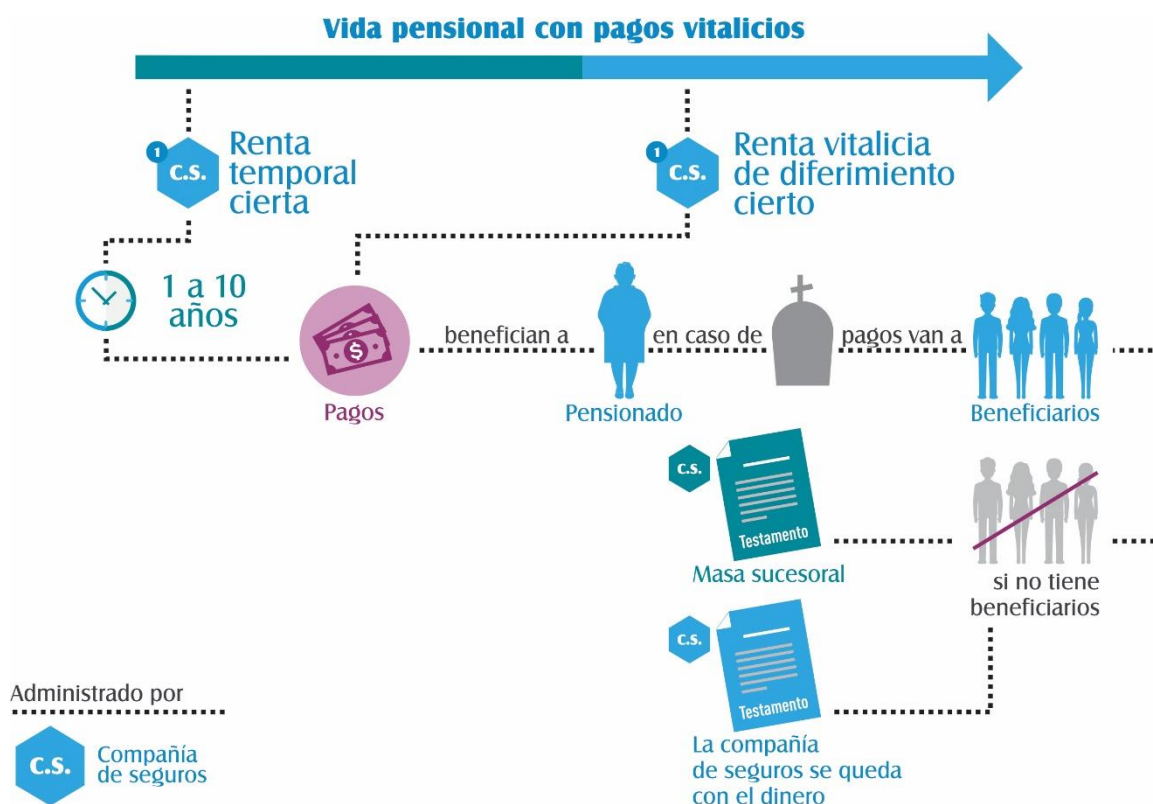 Vida pensional con pagos vitalicios
1
C.S.
Renta
temporal
cierta
1
C.S.
Renta vitalicia
de diferimiento
cierto
1 a 10
años
$
Pagos
benefician a
Pensionado
en caso de
pagos van a
Beneficiarios
C.S.
Testamento
Masa sucesoral
si no tiene
beneficiarios
C.S.
Testamento
La compañía
de seguros se queda
con el dinero
Administrado por
C.S.
Compañía
de seguros